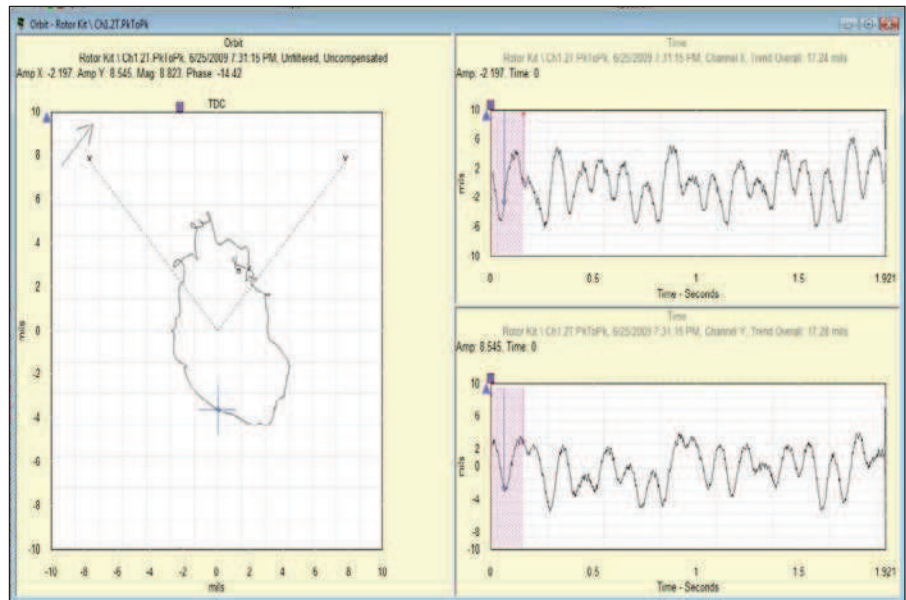 Orbit - Rotor Kit \ Ch1.2T.PkToPk
Orbit
Rotor Kit \ Ch1.2T.PkToPk, 6/25/2009 7:31:15 PM, Unfiltered, Uncompensated
Amp X: -2.197, Amp Y: 8.545, Mag: 8.823, Phase: -14.42
TDC
10
8
6
4
2
0
-2
-4
-6
-8
-10
mils
-10 -8 -6 -4 -2 0 2 4 6 8 10
mils
Time
Rotor Kit \ Ch1.2T.PkToPk, 6/25/2009 7:31:15 PM, Channel X, Trend Overall: 17.24 mils
Amp: -2.197, Time: 0
10
6
2
-2
-6
-10
mils
0 0.5 1 1.5 1.921
Time - Seconds
Time
Rotor Kit \ Ch1.2T.PkToPk, 6/25/2009 7:31:15 PM, Channel Y, Trend Overall: 17.28 mils
Amp: 8.545, Time: 0
10
6
2
0
-4
-8
-10
mils
0 0.5 1 1.5 1.921
Time - Seconds